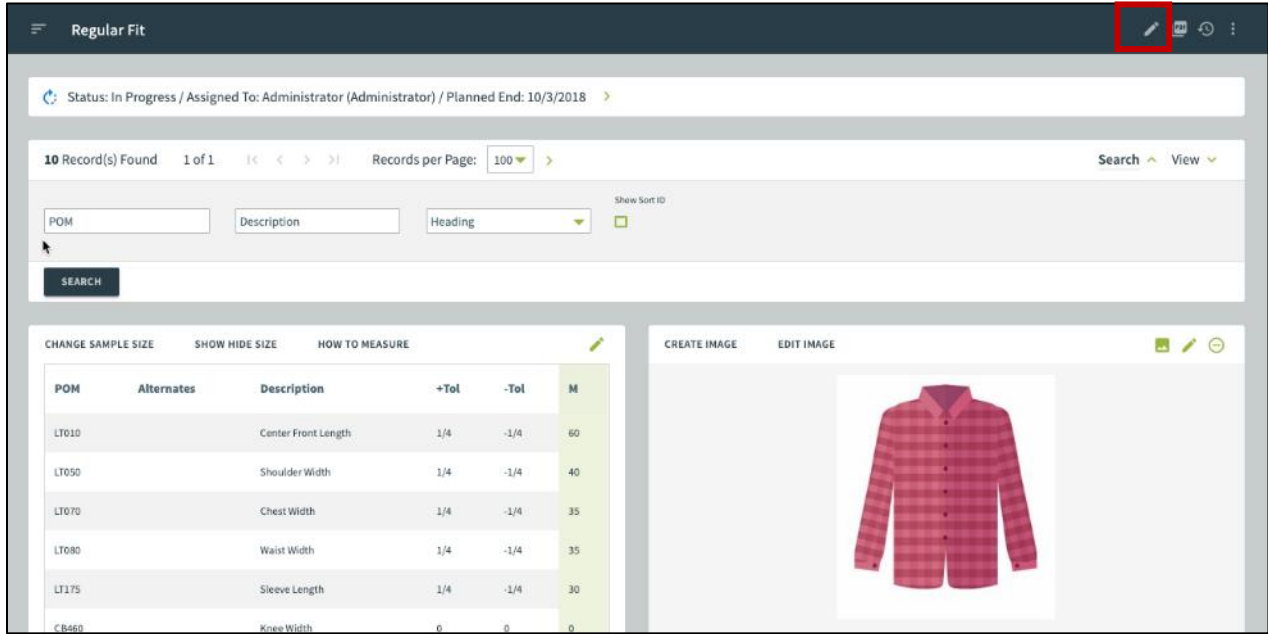 Regular Fit
Status: In Progress / Assigned To: Administrator (Administrator) / Planned End: 10/3/2018
10 Record(s) Found 1 of 1 Records per Page: 100 Search View
Show Sort ID
POM Description Heading
SEARCH
CHANGE SAMPLE SIZE SHOW HIDE SIZE HOW TO MEASURE
POM Alternates Description +Tol -Tol M
LT010 Center Front Length 1/4 -1/4 60
LT050 Shoulder Width 1/4 -1/4 40
LT070 Chest Width 1/4 -1/4 35
LT080 Waist Width 1/4 -1/4 35
LT175 Sleeve Length 1/4 -1/4 30
CB460 Knee Width 0 0 0
CREATE IMAGE EDIT IMAGE